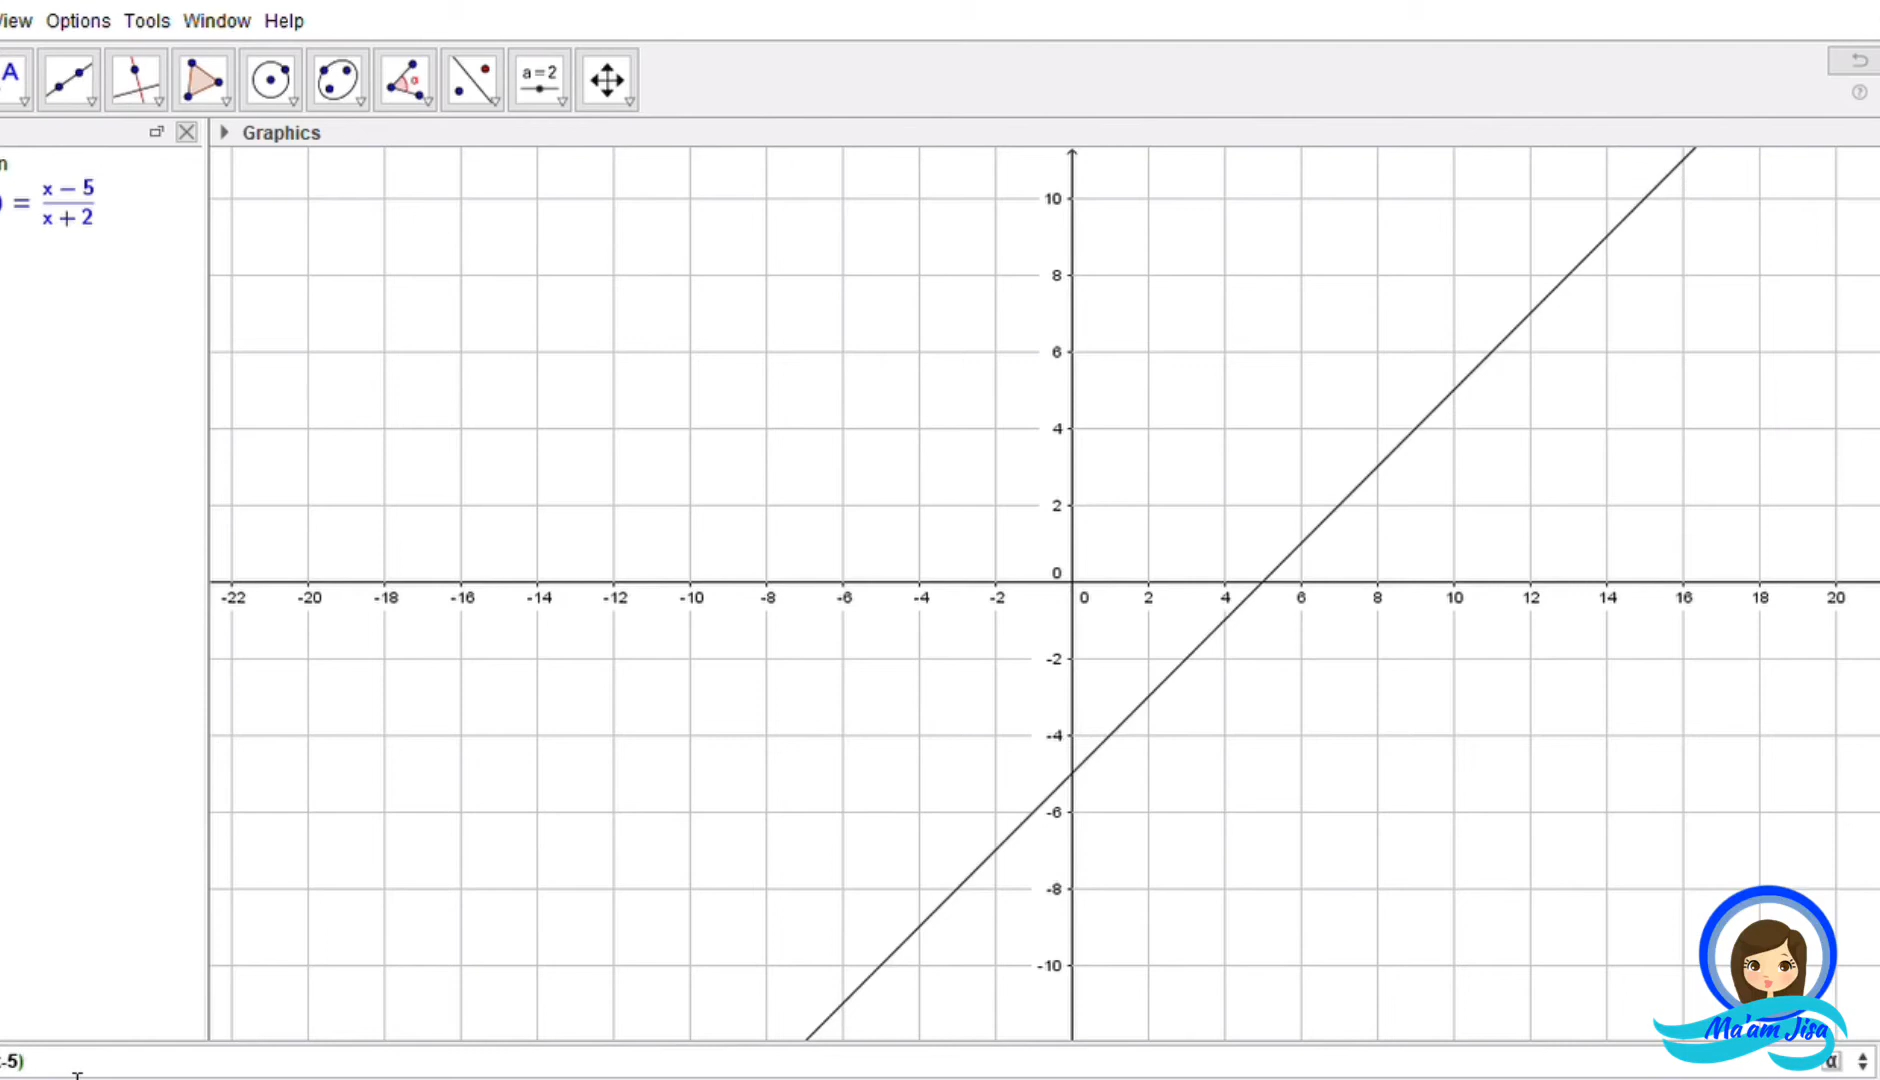 View Options Tools Window Help
A
a=2
Graphics
n
) = x − 5
x + 2
10
8
6
4
2
0
-22 -20 -18 -16 -14 -12 -10 -8 -6 -4 -2 0 2 4 6 8 10 12 14 16 18 20
-2
-4
-6
-8
-10
Ma'am Jisa
-5)
α